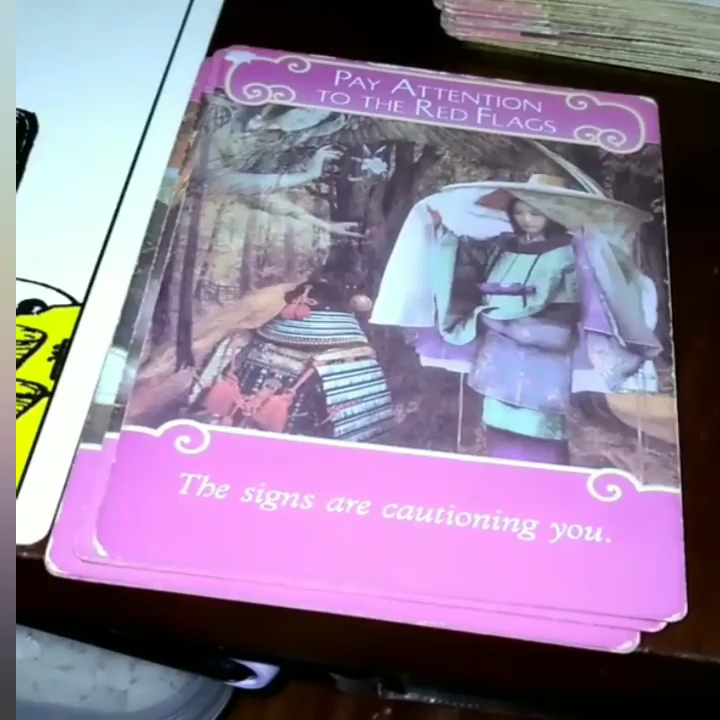 PAY ATTENTION
TO THE RED FLAGS
The signs are cautioning you.